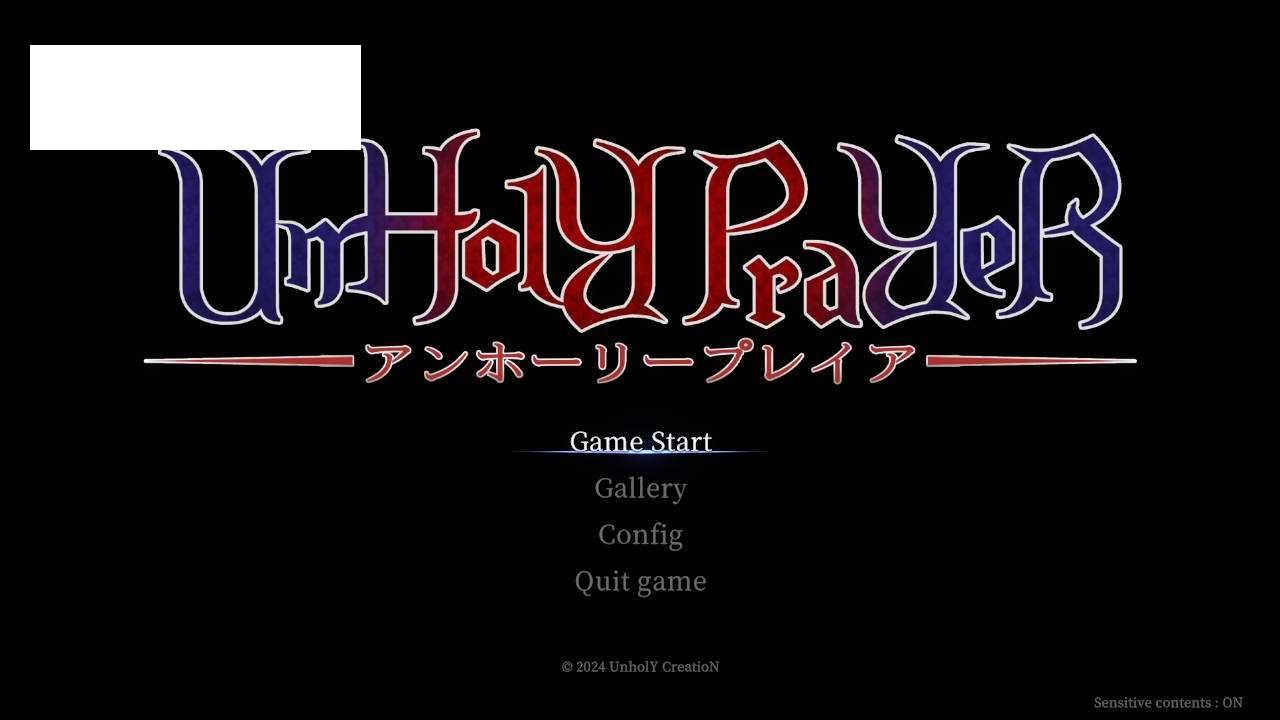 UnHolY PraYeR
アンホーリープレイア
Game Start
Gallery
Config
Quit game
© 2024 UnholY CreatioN
Sensitive contents : ON